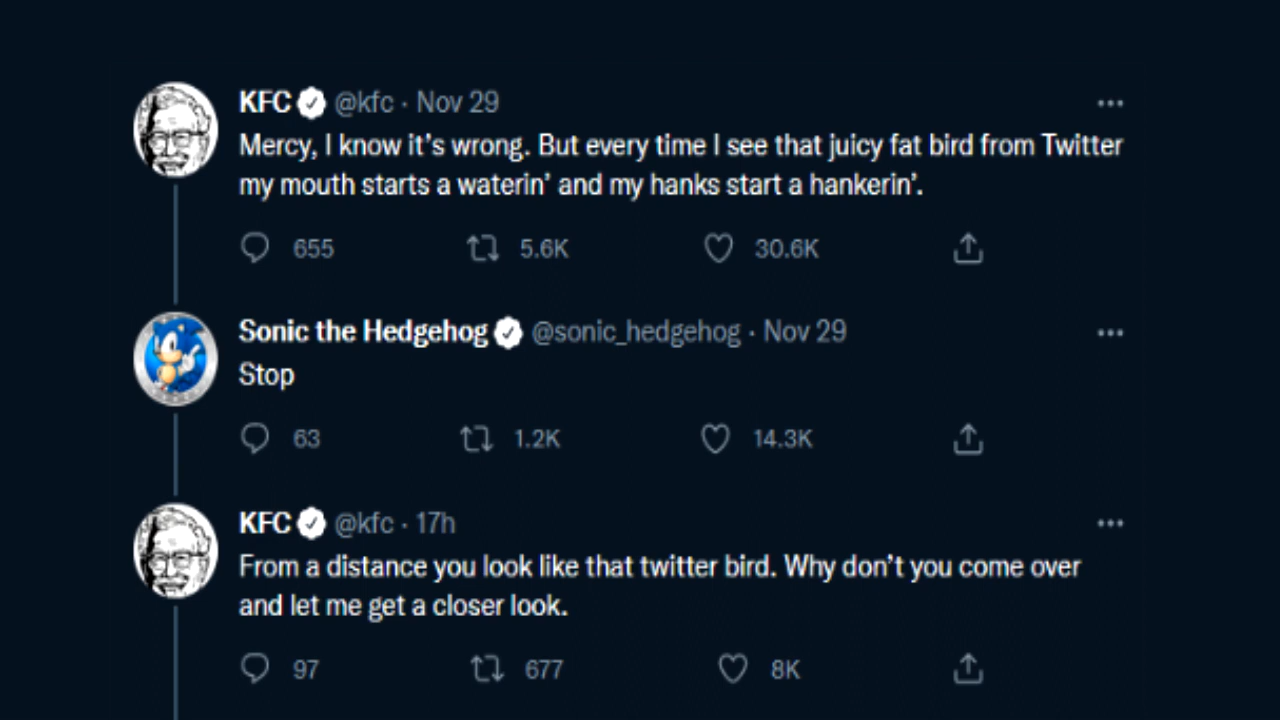 KFC @kfc · Nov 29
Mercy, I know it’s wrong. But every time I see that juicy fat bird from Twitter
my mouth starts a waterin’ and my hanks start a hankerin’.
655 5.6K 30.6K
Sonic the Hedgehog @sonic_hedgehog · Nov 29
Stop
63 1.2K 14.3K
KFC @kfc · 17h
From a distance you look like that twitter bird. Why don’t you come over
and let me get a closer look.
97 677 8K